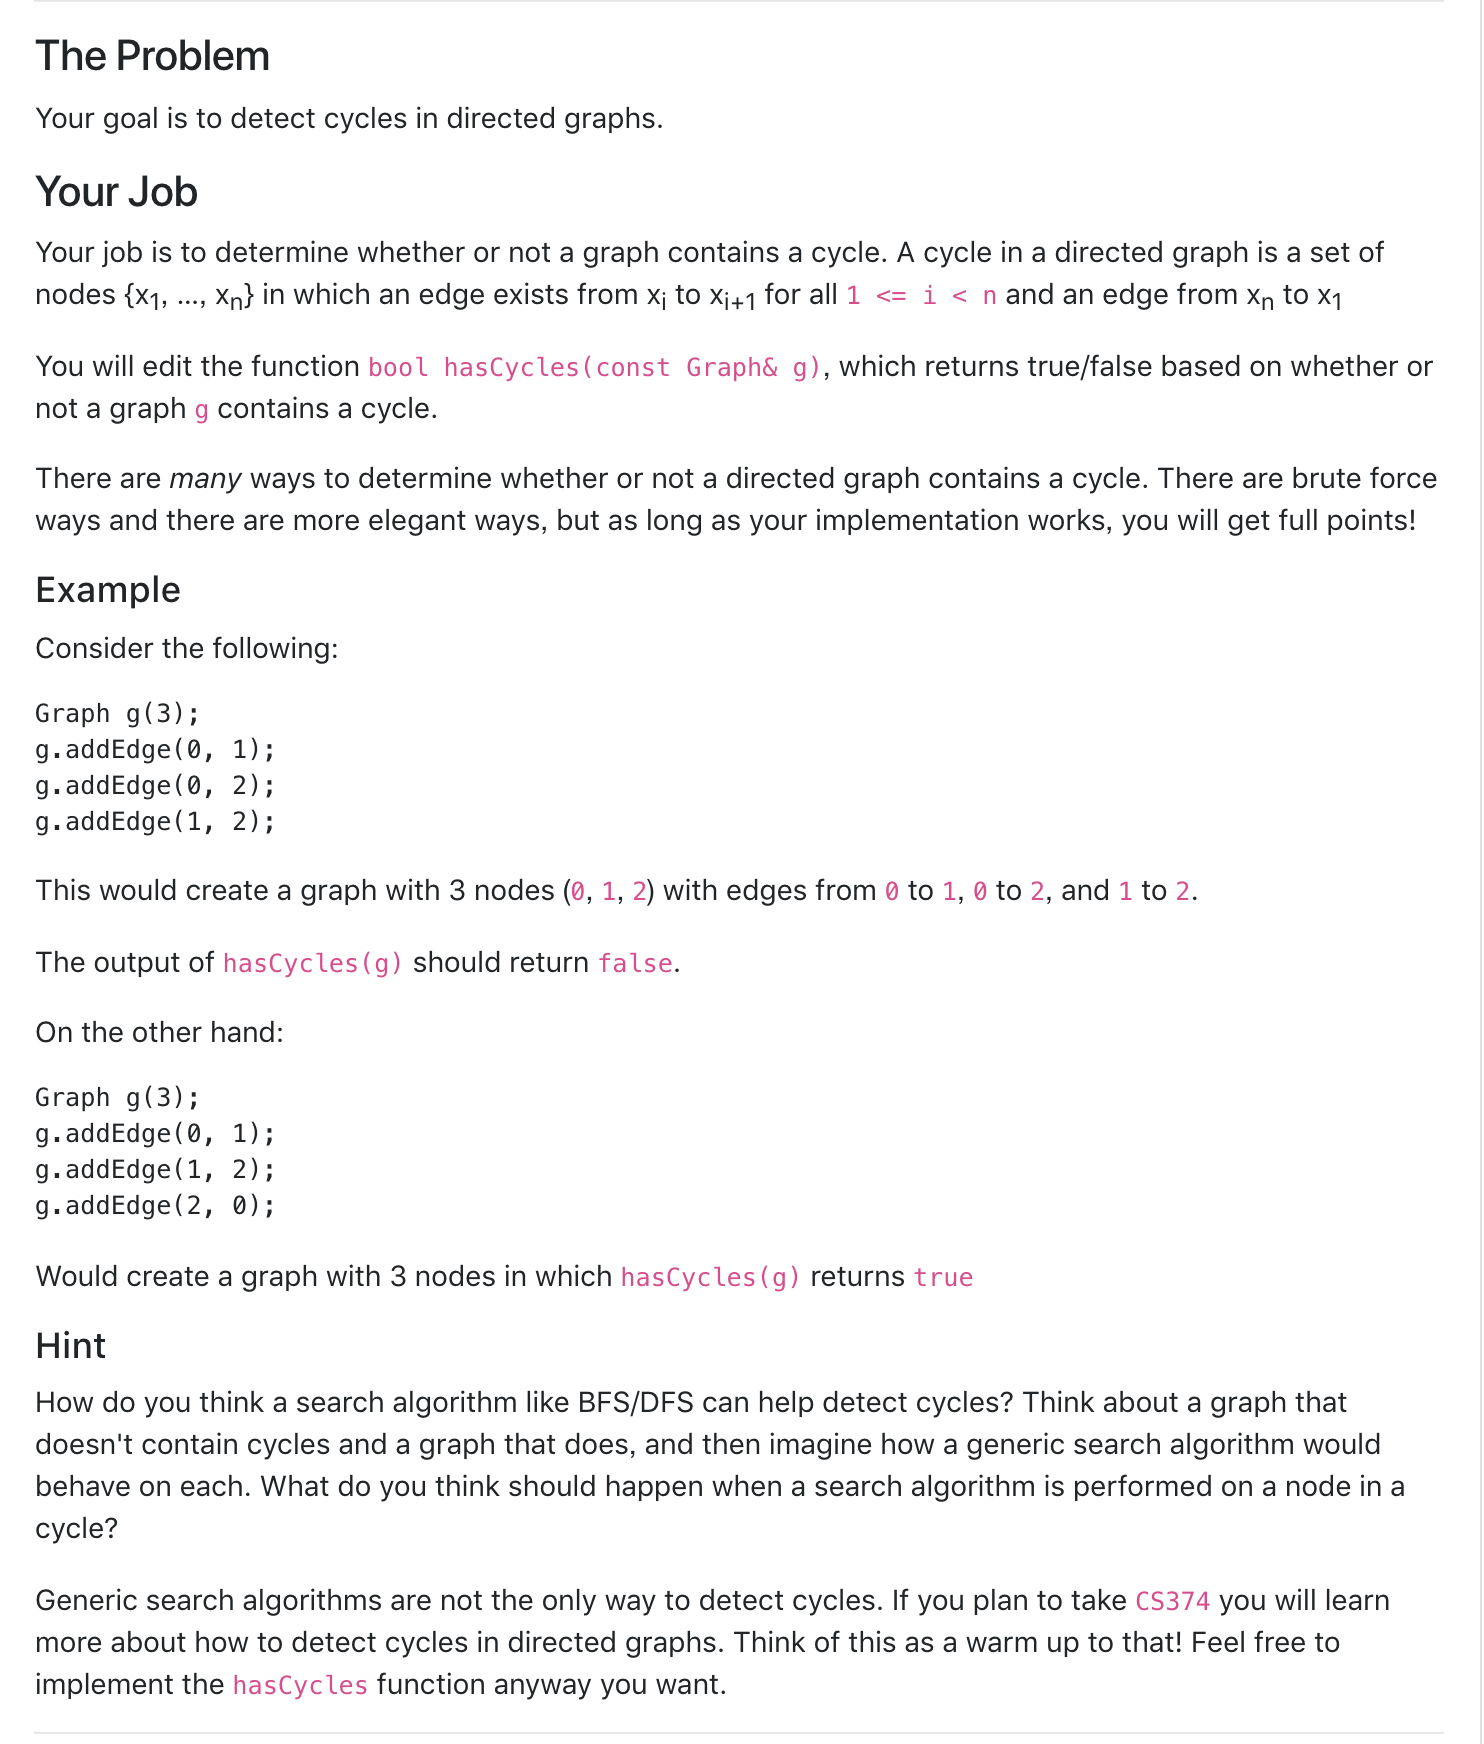 The Problem
Your goal is to detect cycles in directed graphs.
Your Job
Your job is to determine whether or not a graph contains a cycle. A cycle in a directed graph is a set of
nodes {x1, ..., xn} in which an edge exists from xi to xi+1 for all 1 <= i < n and an edge from xn to x1
You will edit the function bool hasCycles(const Graph& g), which returns true/false based on whether or
not a graph g contains a cycle.
There are many ways to determine whether or not a directed graph contains a cycle. There are brute force
ways and there are more elegant ways, but as long as your implementation works, you will get full points!
Example
Consider the following:
Graph g(3);
g.addEdge(0, 1);
g.addEdge(0, 2);
g.addEdge(1, 2);
This would create a graph with 3 nodes (0, 1, 2) with edges from 0 to 1, 0 to 2, and 1 to 2.
The output of hasCycles(g) should return false.
On the other hand:
Graph g(3);
g.addEdge(0, 1);
g.addEdge(1, 2);
g.addEdge(2, 0);
Would create a graph with 3 nodes in which hasCycles(g) returns true
Hint
How do you think a search algorithm like BFS/DFS can help detect cycles? Think about a graph that
doesn't contain cycles and a graph that does, and then imagine how a generic search algorithm would
behave on each. What do you think should happen when a search algorithm is performed on a node in a
cycle?
Generic search algorithms are not the only way to detect cycles. If you plan to take CS374 you will learn
more about how to detect cycles in directed graphs. Think of this as a warm up to that! Feel free to
implement the hasCycles function anyway you want.